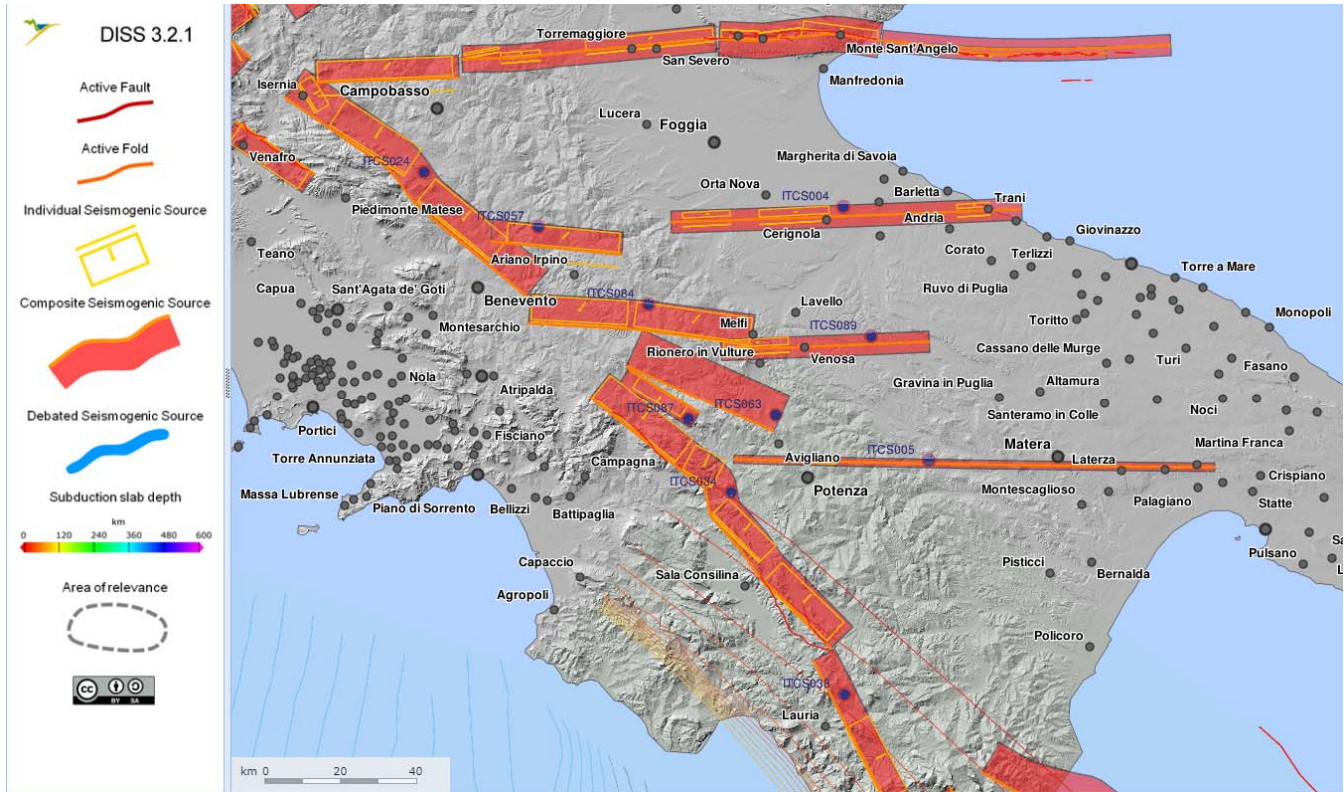 DISS 3.2.1
Active Fault
Active Fold
Individual Seismogenic Source
Composite Seismogenic Source
Debated Seismogenic Source
Subduction slab depth
km
0 120 240 360 480 600
Area of relevance
CC BY SA
Torremaggiore
Monte Sant'Angelo
San Severo
Manfredonia
Isernia
Campobasso
Lucera
Foggia
Venafro
ITCS024
Margherita di Savoia
Orta Nova
ITCS004
Barletta
Trani
Piedimonte Matese
ITCS057
Andria
Cerignola
Giovinazzo
Teano
Ariano Irpino
Corato
Terlizzi
Torre a Mare
Capua
Sant'Agata de' Goti
Benevento
ITCS084
Lavello
Ruvo di Puglia
Monopoli
Montesarchio
Melfi
ITCS089
Toritto
Rionero in Vulture
Venosa
Cassano delle Murge
Turi
Fasano
Nola
Atripalda
Gravina in Puglia
Altamura
ITCS087
ITCS063
Santeramo in Colle
Noci
Portici
Fisciano
Matera
Martina Franca
Torre Annunziata
Campagna
Avigliano
ITCS005
Laterza
Crispiano
Massa Lubrense
Piano di Sorrento
Bellizzi
Battipaglia
ITCS034
Potenza
Montescaglioso
Palagiano
Statte
Capaccio
Sala Consilina
Pisticci
Bernalda
Pulsano
Agropoli
Policoro
ITCS038
Lauria
km 0 20 40